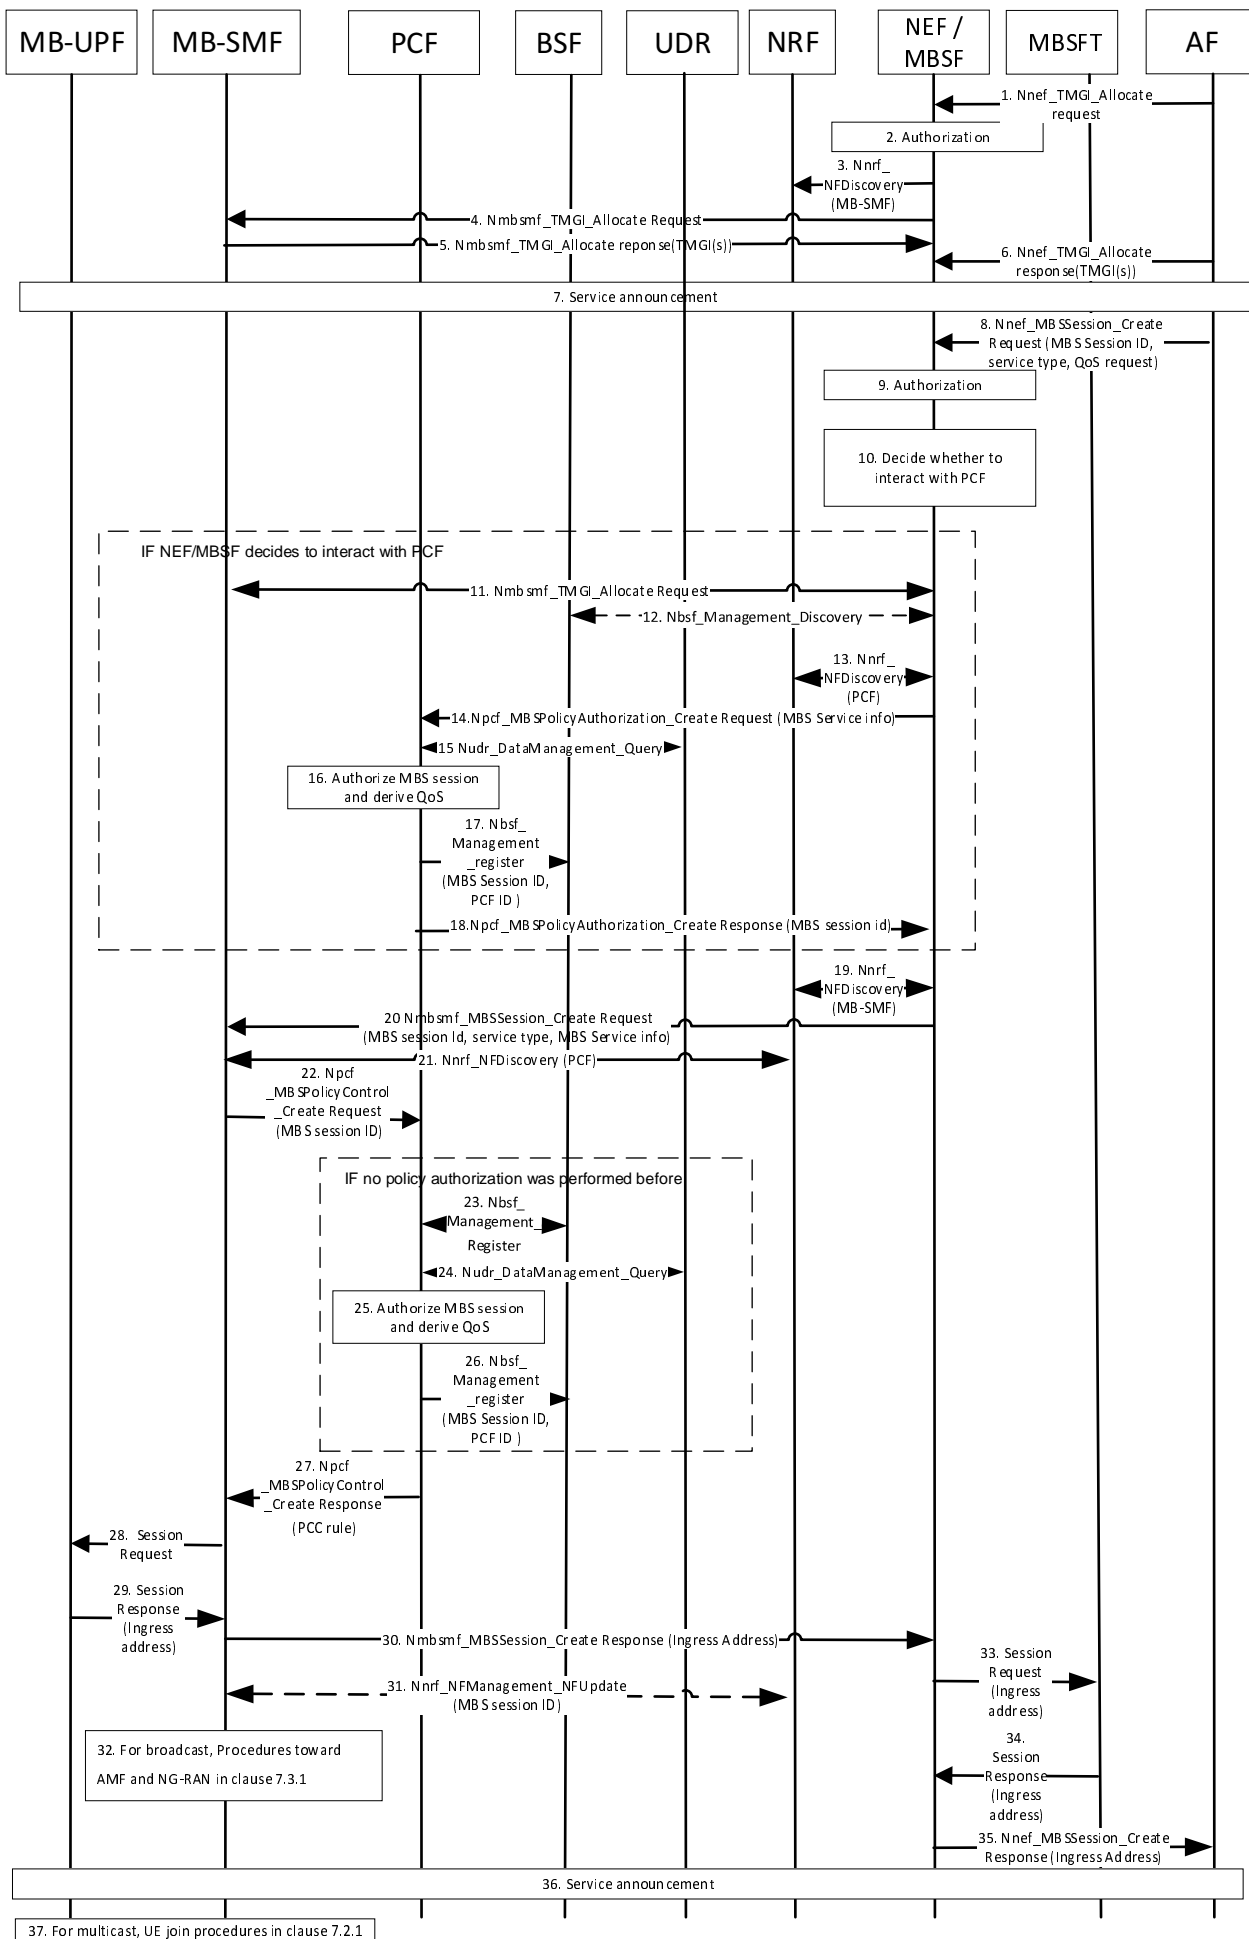 MB-UPF
MB-SMF
PCF
BSF
UDR
NRF
NEF /
MBSF
MBSFT
AF
1. Nnef_TMGI_Allocate
request
2. Authorization
3. Nnrf_
NFDiscovery
(MB-SMF)
4. Nmbsmf_TMGI_Allocate Request
5. Nmbsmf_TMGI_Allocate reponse(TMGI(s))
6. Nnef_TMGI_Allocate
response(TMGI(s))
7. Service announcement
8. Nnef_MBSSession_Create
Request (MBS Session ID,
service type, QoS request)
9. Authorization
10. Decide whether to
interact with PCF
IF NEF/MBSF decides to interact with PCF
11. Nmbsmf_TMGI_Allocate Request
12. Nbsf_Management_Discovery
13. Nnrf_
NFDiscovery
(PCF)
14.Npcf_MBSPolicyAuthorization_Create Request (MBS Service info)
15 Nudr_DataManagement_Query
16. Authorize MBS session
and derive QoS
17. Nbsf_
Management
_register
(MBS Session ID,
PCF ID )
18.Npcf_MBSPolicyAuthorization_Create Response (MBS session id)
19. Nnrf_
NFDiscovery
(MB-SMF)
20 Nmbsmf_MBSSession_Create Request
(MBS session Id, service type, MBS Service info)
21. Nnrf_NFDiscovery (PCF)
22. Npcf
_MBSPolicyControl
_Create Request
(MBS session ID)
IF no policy authorization was performed before
23. Nbsf_
Management_
Register
24. Nudr_DataManagement_Query
25. Authorize MBS session
and derive QoS
26. Nbsf_
Management
_register
(MBS Session ID,
PCF ID )
27. Npcf
_MBSPolicyControl
_Create Response
(PCC rule)
28. Session
Request
29. Session
Response
(Ingress
address)
30. Nmbsmf_MBSSession_Create Response (Ingress Address)
31. Nnrf_NFManagement_NFUpdate
(MBS session ID)
32. For broadcast, Procedures toward
AMF and NG-RAN in clause 7.3.1
33. Session
Request
(Ingress
address)
34.
Session
Response
(Ingress
address)
35. Nnef_MBSSession_Create
Response (Ingress Address)
36. Service announcement
37. For multicast, UE join procedures in clause 7.2.1